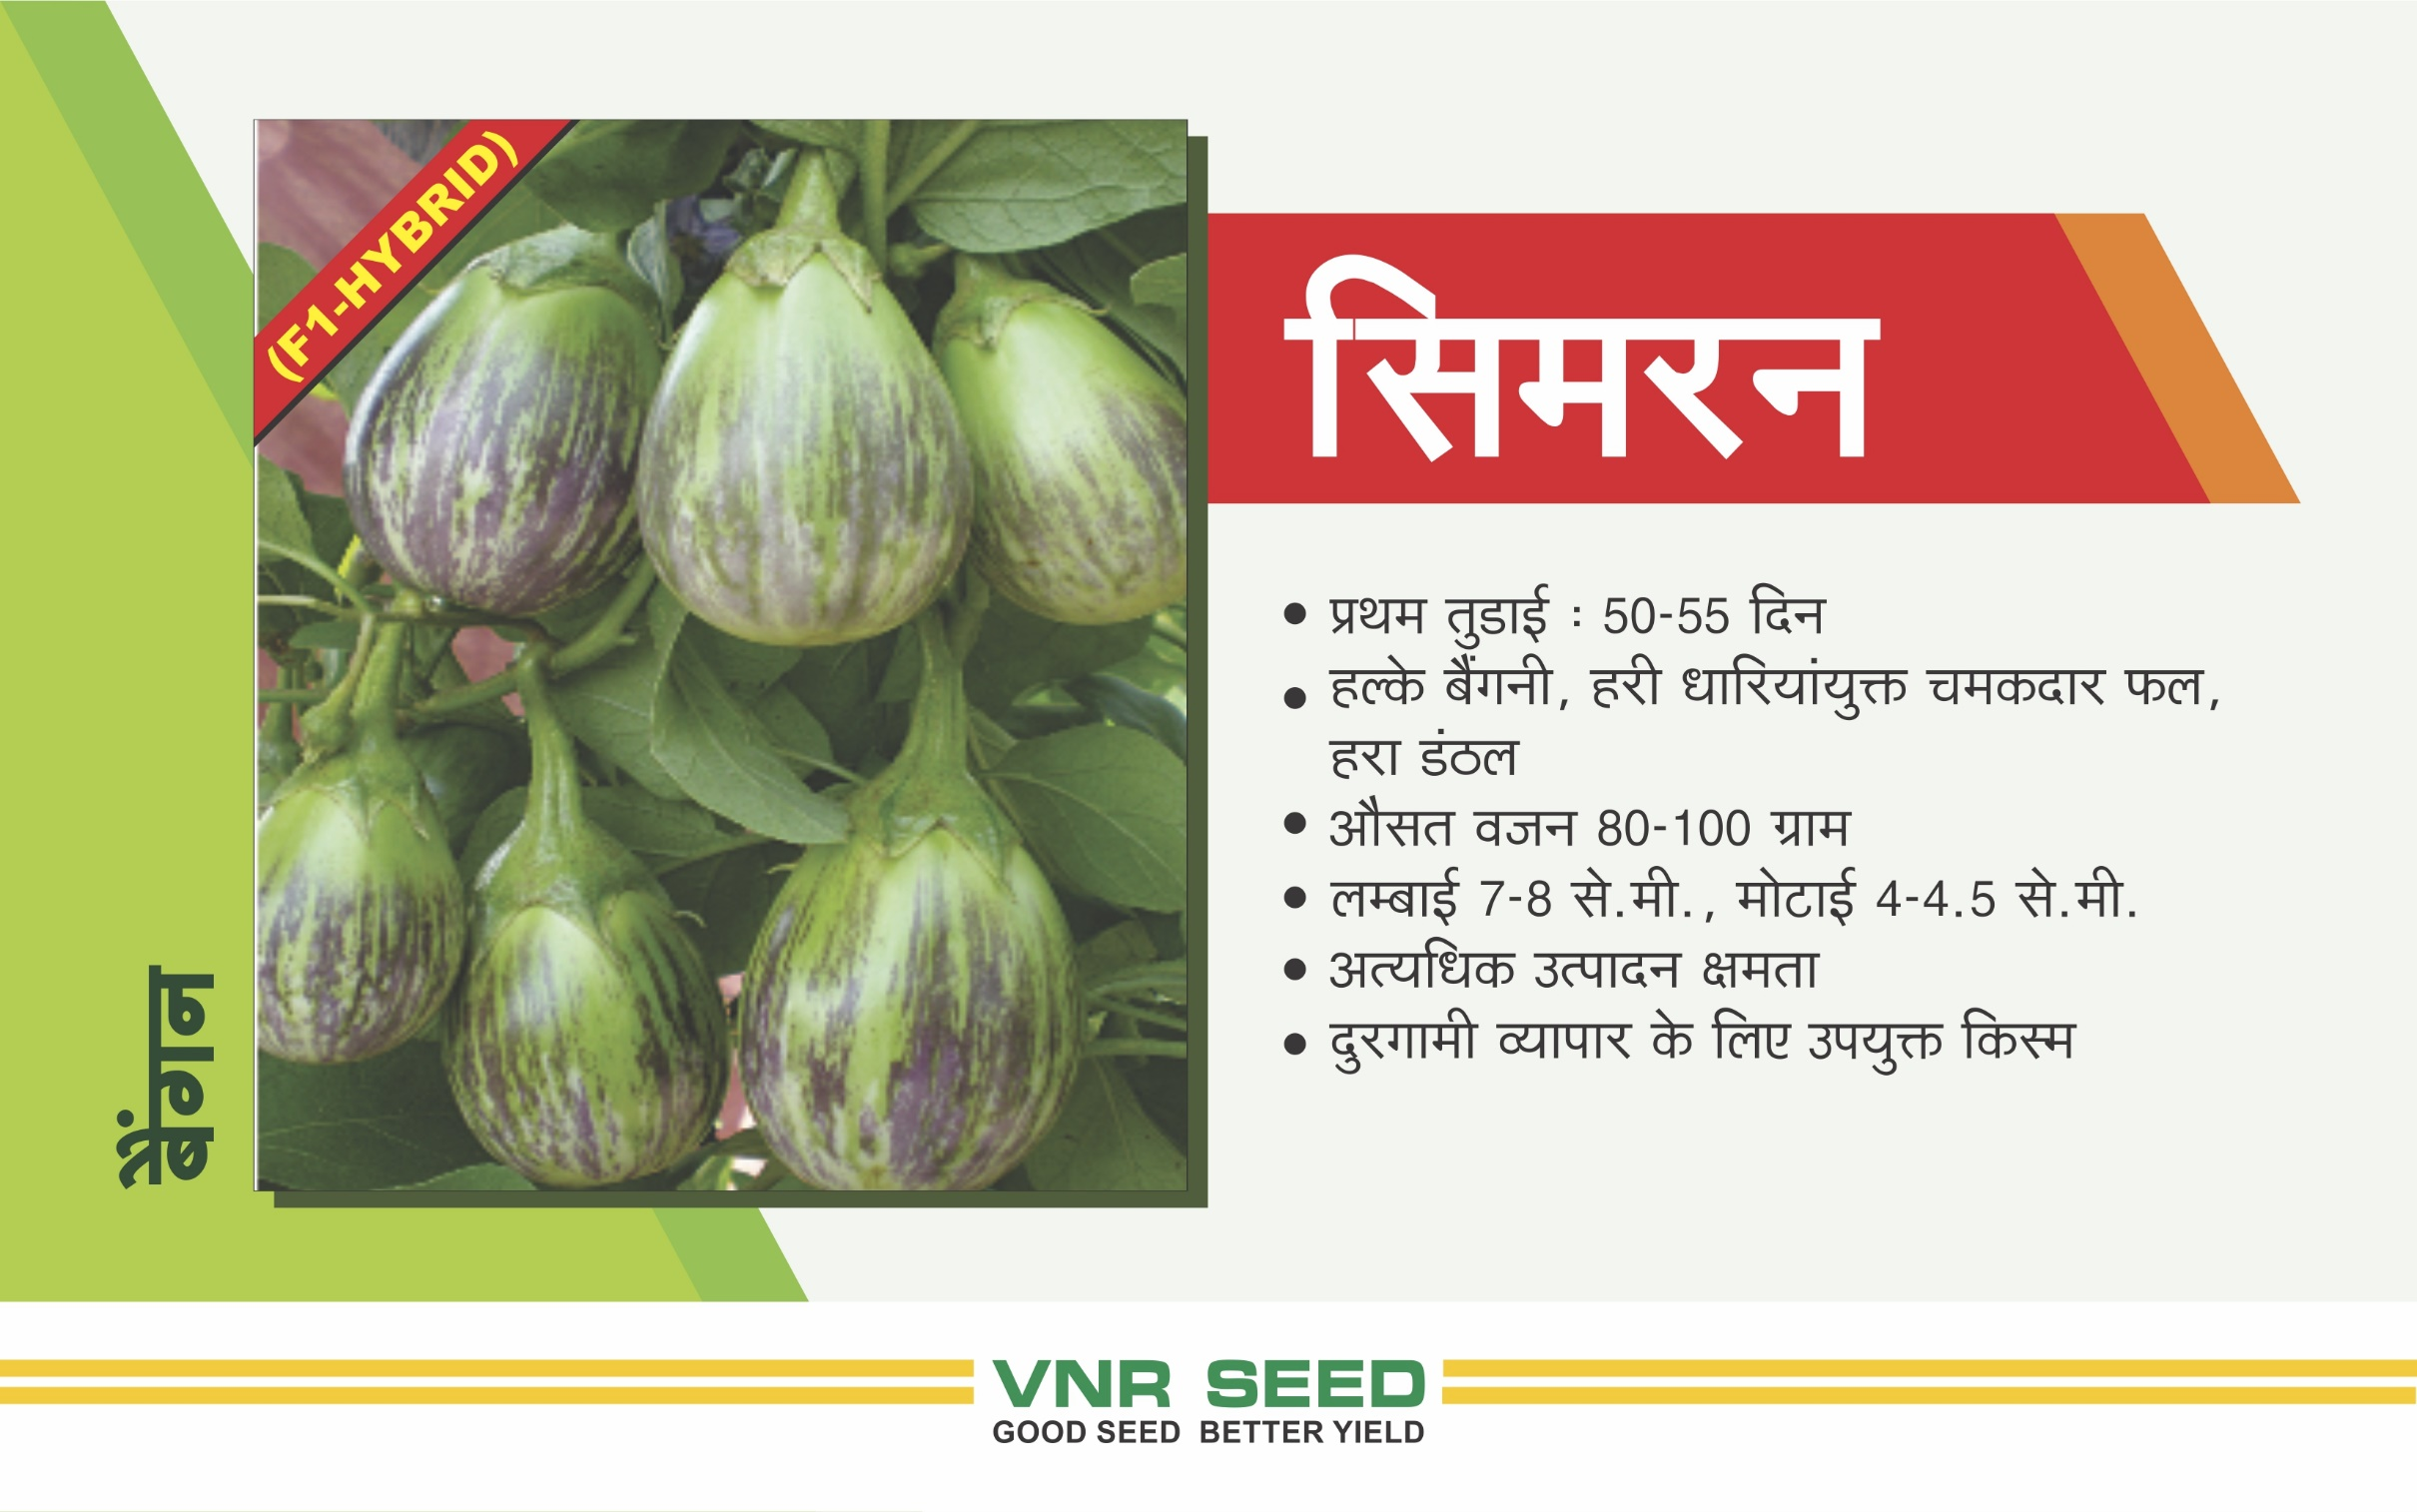 (F1-HYBRID))
सिमरन
• प्रथम तुडाई : 50-55 दिन
• हल्के बैंगनी, हरी धारियांयुक्त चमकदार फल,
हरा डंठल
• औसत वजन 80-100 ग्राम
• लम्बाई 7-8 से.मी., मोटाई 4-4.5 से.मी.
• अत्यधिक उत्पादन क्षमता
• दुरगामी व्यापार के लिए उपयुक्त किस्म
बैंगन
VNR SEED
GOOD SEED BETTER YIELD